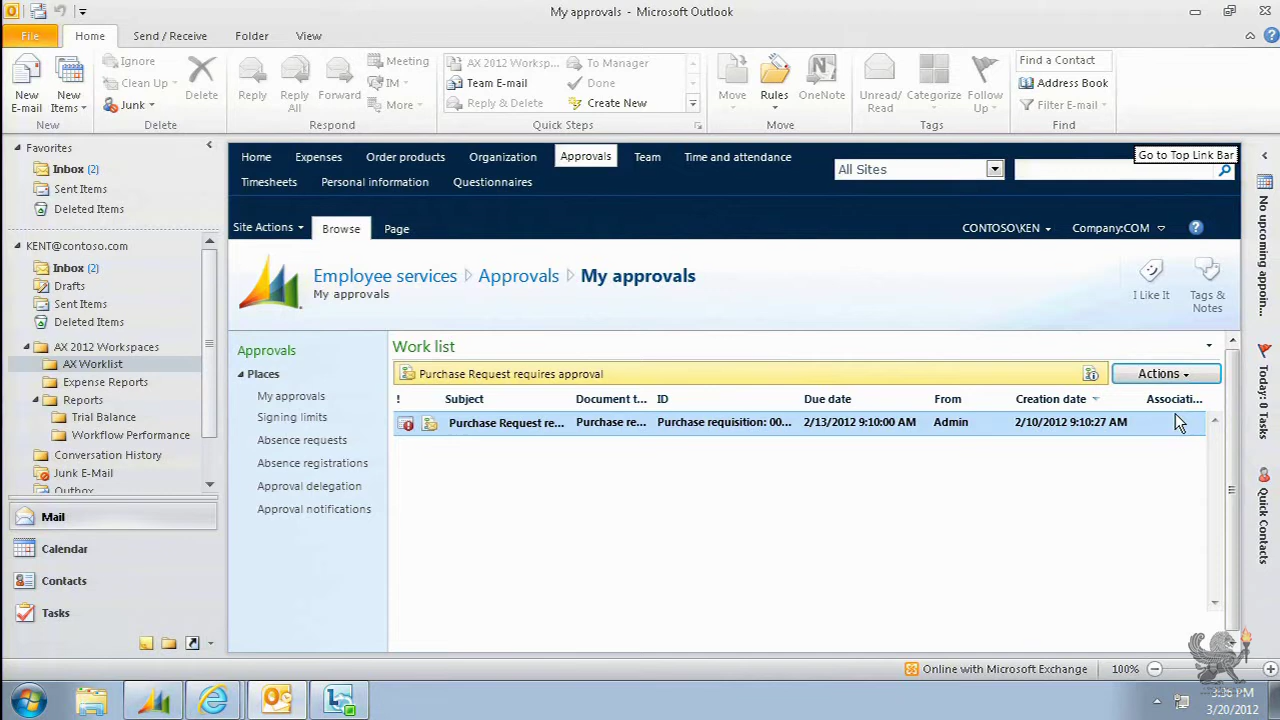 My approvals - Microsoft Outlook
File Home Send / Receive Folder View
New E-mail
New Items
New
Ignore
Clean Up
Junk
Delete
Delete
Reply
Reply All
Forward
Meeting
IM
More
Respond
AX 2012 Workspa...
Team E-mail
Reply & Delete
To Manager
Done
Create New
Quick Steps
Move
Rules
OneNote
Move
Unread/ Read
Categorize
Follow Up
Tags
Find a Contact
Address Book
Filter E-mail
Find
Favorites
Inbox (2)
Sent Items
Deleted Items
KENT@contoso.com
Inbox (2)
Drafts
Sent Items
Deleted Items
AX 2012 Workspaces
AX Worklist
Expense Reports
Reports
Trial Balance
Workflow Performance
Conversation History
Junk E-Mail
Outbox
Mail
Calendar
Contacts
Tasks
Home Expenses Order products Organization Approvals Team Time and attendance
Timesheets Personal information Questionnaires
All Sites
Go to Top Link Bar
Site Actions Browse Page
CONTOSO\KEN Company:COM
Employee services Approvals My approvals
My approvals
I Like It
Tags & Notes
Approvals
Places
My approvals
Signing limits
Absence requests
Absence registrations
Approval delegation
Approval notifications
Work list
Purchase Request requires approval
Actions
! Subject Document t... ID Due date From Creation date Associati...
Purchase Request re... Purchase re... Purchase requisition: 00... 2/13/2012 9:10:00 AM Admin 2/10/2012 9:10:27 AM
No upcoming appoin...
Today: 0 Tasks
Quick Contacts
Online with Microsoft Exchange 100%
3:36 PM
3/20/2012